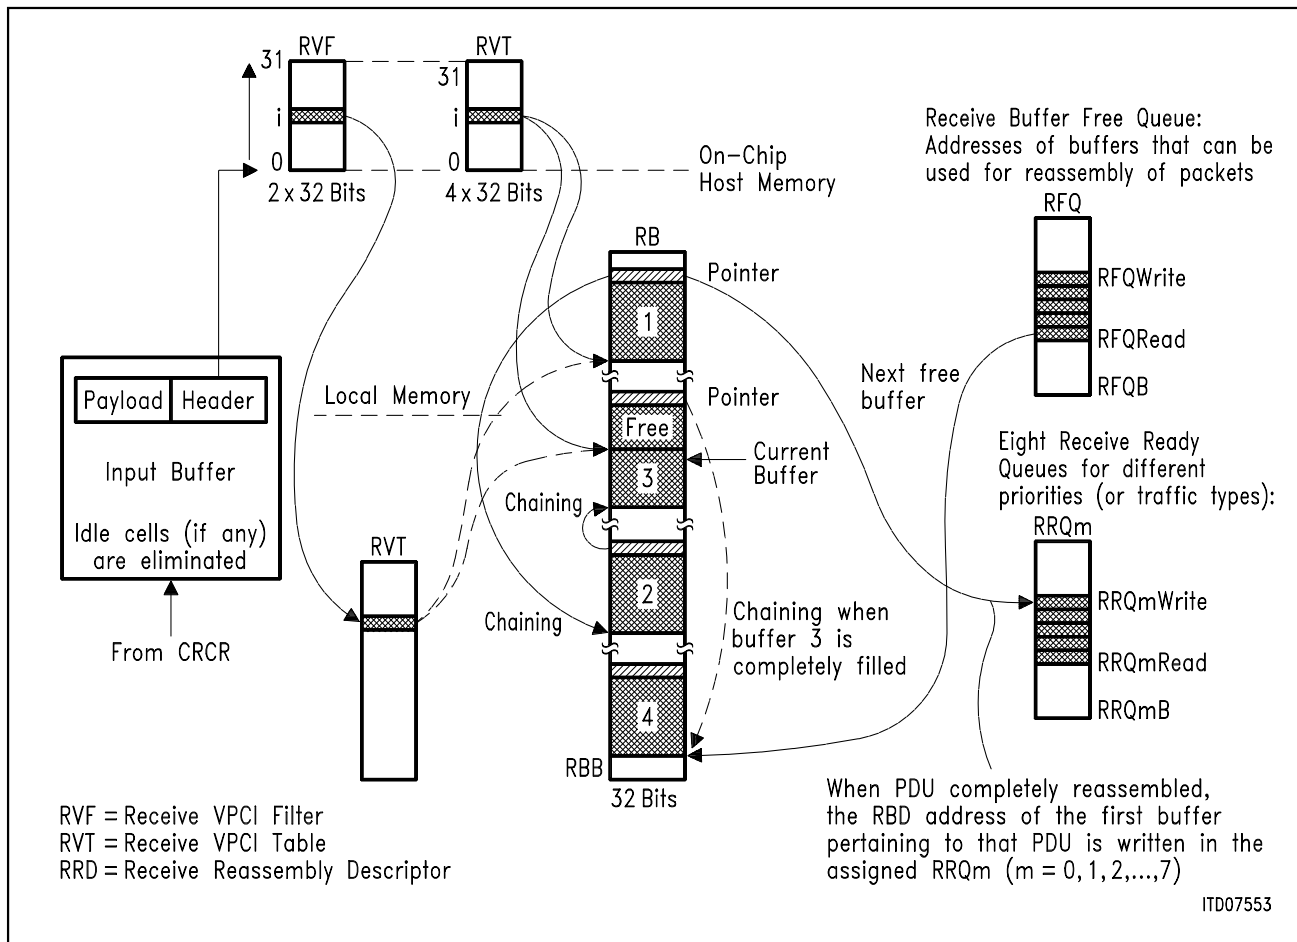 RVF
RVT
31
31
i
i
0
0
2 x 32 Bits
4 x 32 Bits
On-Chip
Host Memory
Receive Buffer Free Queue:
Addresses of buffers that can be
used for reassembly of packets
RFQ
RFQWrite
RFQRead
RFQB
RB
Pointer
1
Pointer
Free
3
Current
Buffer
Chaining
2
Chaining
4
RBB
32 Bits
Next free
buffer
Chaining when
buffer 3 is
completely filled
Local Memory
Payload
Header
Input Buffer
Idle cells (if any)
are eliminated
From CRCR
RVT
Eight Receive Ready
Queues for different
priorities (or traffic types):
RRQm
RRQmWrite
RRQmRead
RRQmB
When PDU completely reassembled,
the RBD address of the first buffer
pertaining to that PDU is written in the
assigned RRQm (m = 0, 1, 2,...,7)
RVF = Receive VPCI Filter
RVT = Receive VPCI Table
RRD = Receive Reassembly Descriptor
ITD07553